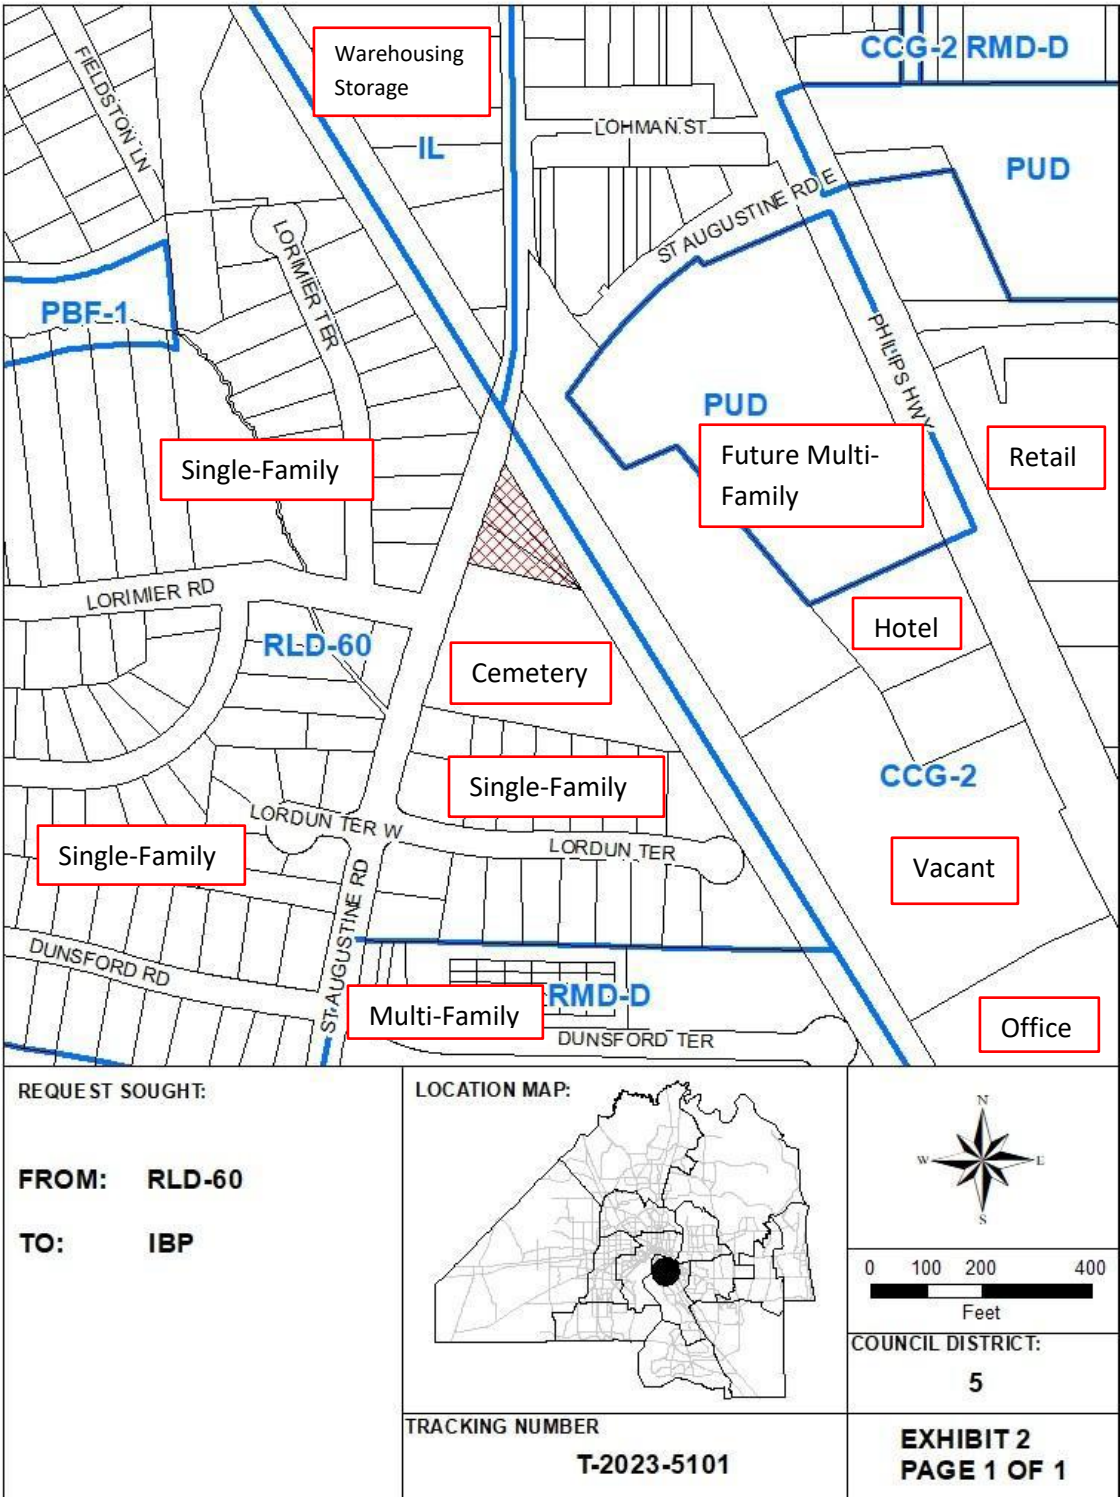 Warehousing
Storage
CCG-2 RMD-D
FIELDSTON LN
LOHMAN ST
IL
PUD
ST AUGUSTINE RD E
LORIMIER TER
PBF-1
PHILIPS HWY
PUD
Single-Family
Future Multi-
Family
Retail
LORIMIER RD
RLD-60
Hotel
Cemetery
CCG-2
Single-Family
LORDUN TER W
LORDUN TER
Single-Family
Vacant
ST AUGUSTINE RD
DUNSFORD RD
RMD-D
Multi-Family
DUNSFORD TER
Office
REQUEST SOUGHT:
FROM: RLD-60
TO: IBP
LOCATION MAP:
N
W E
S
0 100 200 400
Feet
COUNCIL DISTRICT:
5
TRACKING NUMBER
T-2023-5101
EXHIBIT 2
PAGE 1 OF 1